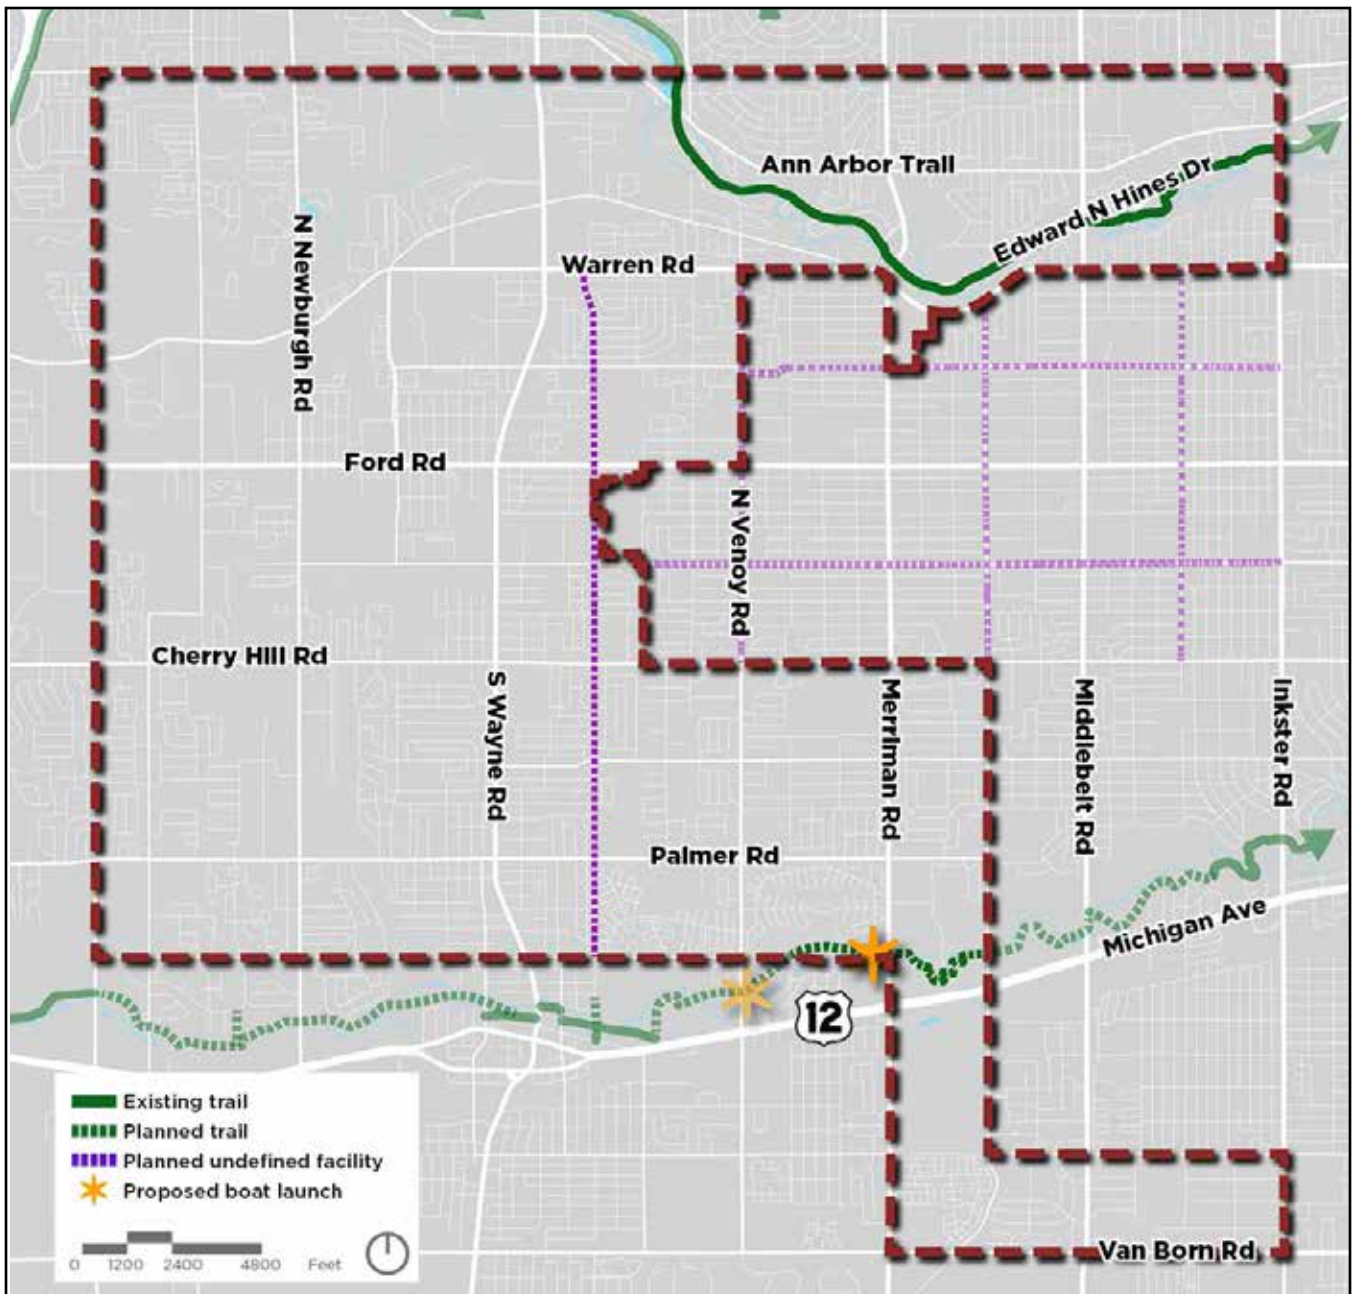 Ann Arbor Trail
Edward N Hines Dr
Warren Rd
N Newburgh Rd
Ford Rd
N Venoy Rd
Cherry Hill Rd
S Wayne Rd
Merriman Rd
Middlebelt Rd
Inkster Rd
Palmer Rd
Michigan Ave
12
Existing trail
Planned trail
Planned undefined facility
Proposed boat launch
0 1200 2400 4800 Feet
Van Born Rd